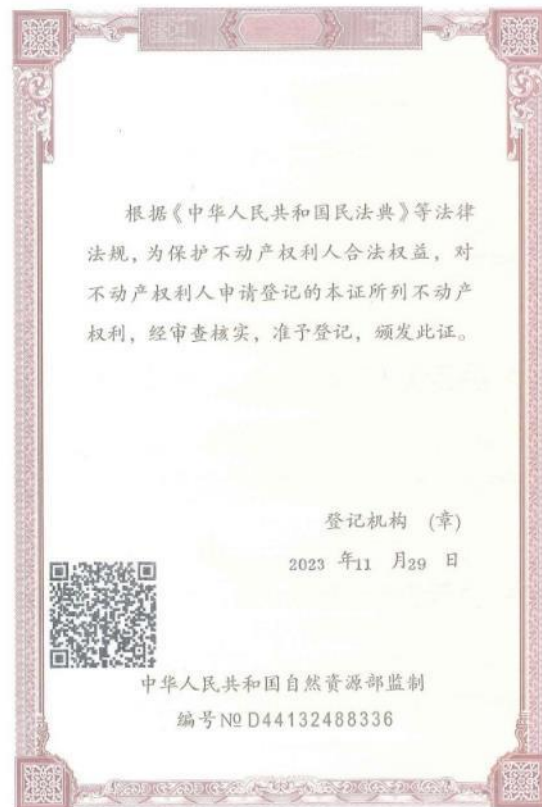 根据《中华人民共和国民法典》等法律
法规，为保护不动产权利人合法权益，对
不动产权利人申请登记的本证所列不动产
权利，经审查核实，准予登记，颁发此证。
登记机构 (章)
2023 年11 月29 日
中华人民共和国自然资源部监制
编号№ D44132488336